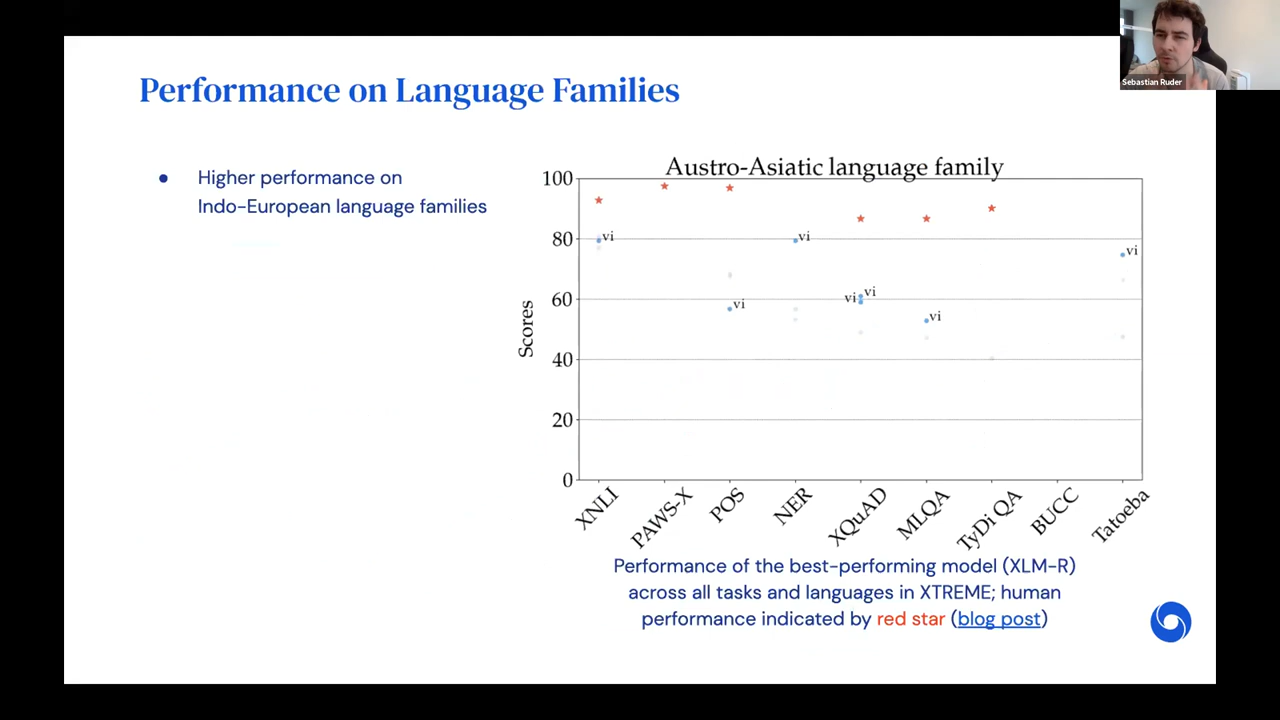 Sebastian Ruder
Performance on Language Families
● Higher performance on
Indo-European language families
Austro-Asiatic language family
Scores
100
80
60
40
20
0
vi
vi
vi
vi
vi
vi
vi
XNLI
PAWS-X
POS
NER
XQuAD
MLQA
TyDi QA
BUCC
Tatoeba
Performance of the best-performing model (XLM-R)
across all tasks and languages in XTREME; human
performance indicated by red star (blog post)